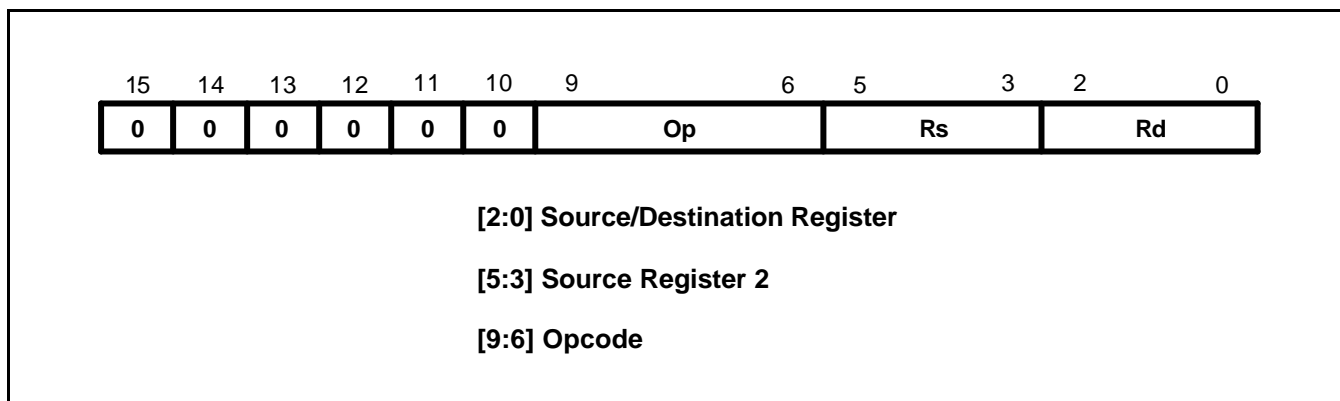 15 14 13 12 11 10 9 6 5 3 2 0
0 0 0 0 0 0 Op Rs Rd
[2:0] Source/Destination Register
[5:3] Source Register 2
[9:6] Opcode